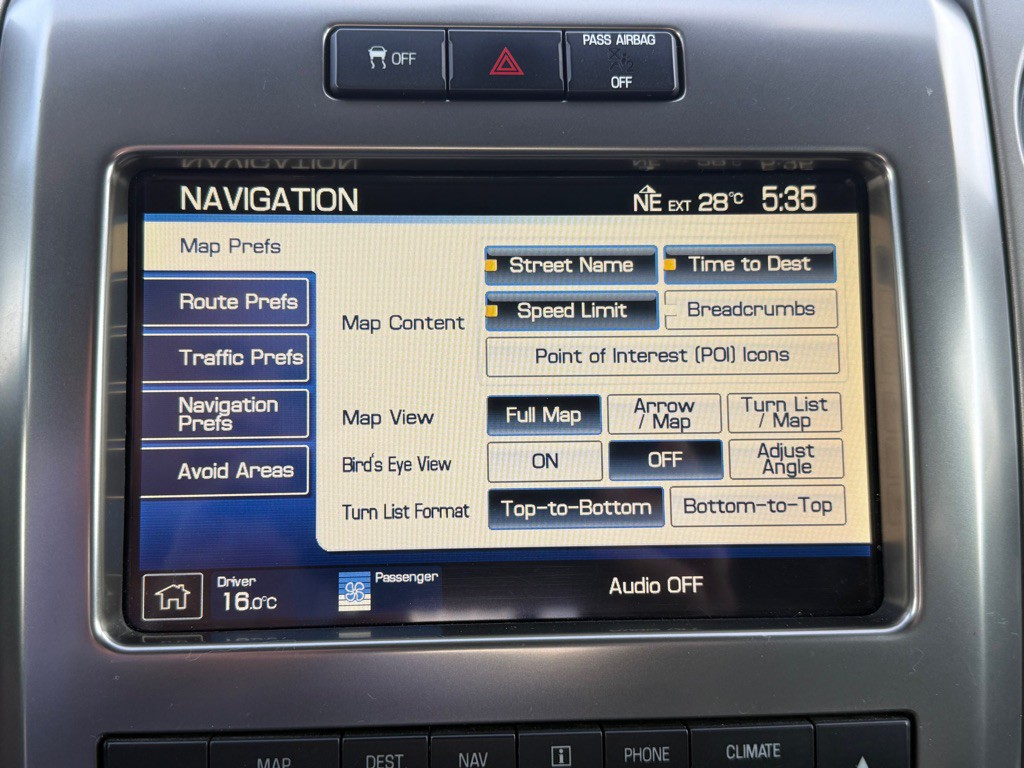 OFF
PASS AIRBAG
OFF
NAVIGATION
NE EXT 28°C 5:35
Map Prefs
Route Prefs
Traffic Prefs
Navigation
Prefs
Avoid Areas
Map Content
Street Name
Time to Dest
Speed Limit
Breadcrumbs
Point of Interest (POI) Icons
Map View
Full Map
Arrow
/ Map
Turn List
/ Map
Bird's Eye View
ON
OFF
Adjust
Angle
Turn List Format
Top-to-Bottom
Bottom-to-Top
Driver
16.0°C
Passenger
Audio OFF
MAP
DEST
NAV
i
PHONE
CLIMATE